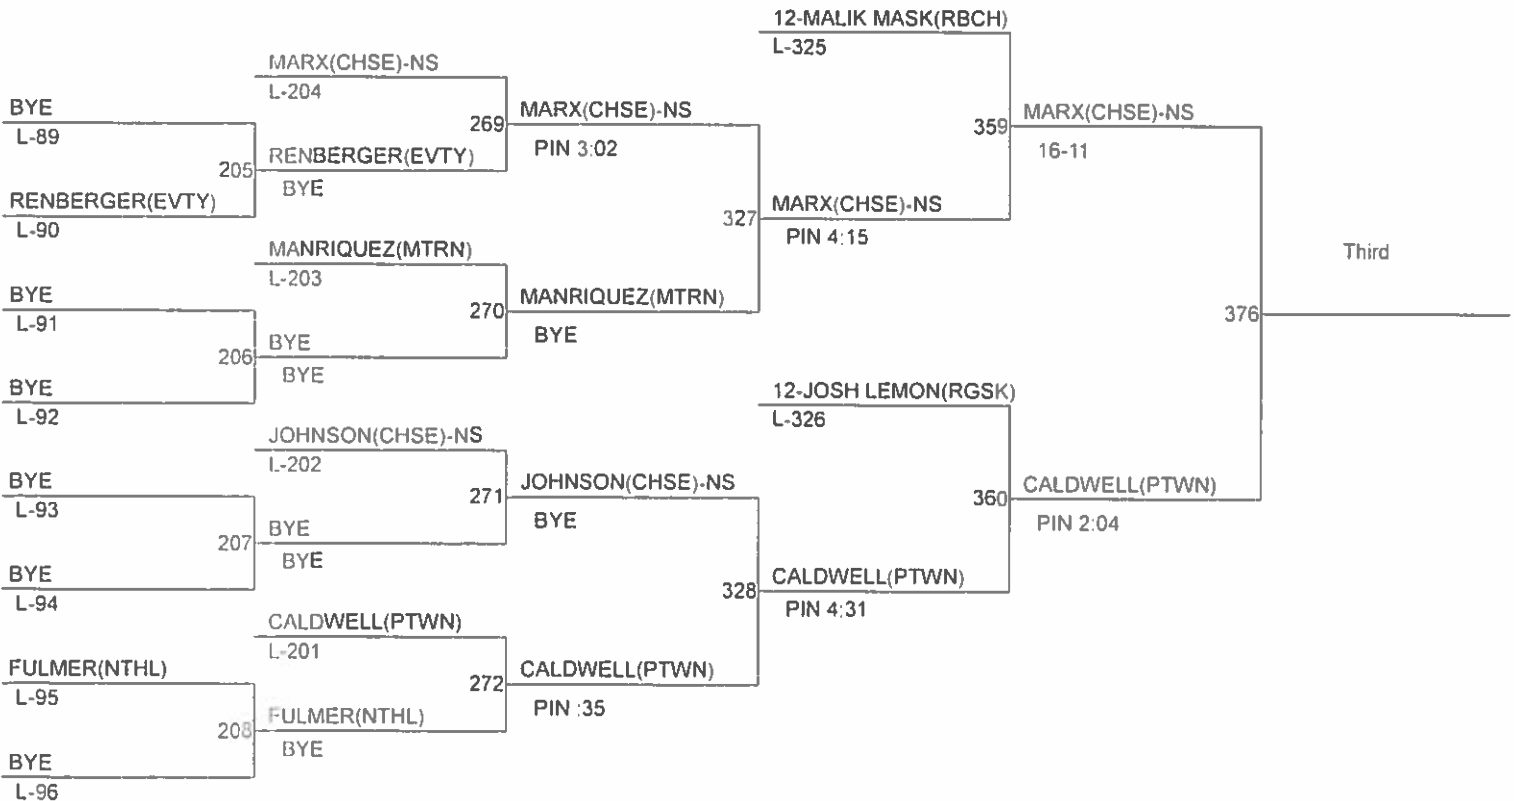 12-MALIK MASK(RBCH)
L-325
MARX(CHSE)-NS
L-204
BYE
L-89
269
MARX(CHSE)-NS
PIN 3:02
359
MARX(CHSE)-NS
16-11
205
RENBERGER(EVTY)
BYE
RENBERGER(EVTY)
L-90
327
MARX(CHSE)-NS
PIN 4:15
MANRIQUEZ(MTRN)
L-203
Third
BYE
L-91
270
MANRIQUEZ(MTRN)
BYE
376
206
BYE
BYE
BYE
L-92
12-JOSH LEMON(RGSK)
L-326
JOHNSON(CHSE)-NS
L-202
BYE
L-93
271
JOHNSON(CHSE)-NS
BYE
360
CALDWELL(PTWN)
PIN 2:04
207
BYE
BYE
BYE
L-94
328
CALDWELL(PTWN)
PIN 4:31
CALDWELL(PTWN)
L-201
FULMER(NTHL)
L-95
272
CALDWELL(PTWN)
PIN :35
208
FULMER(NTHL)
BYE
BYE
L-96